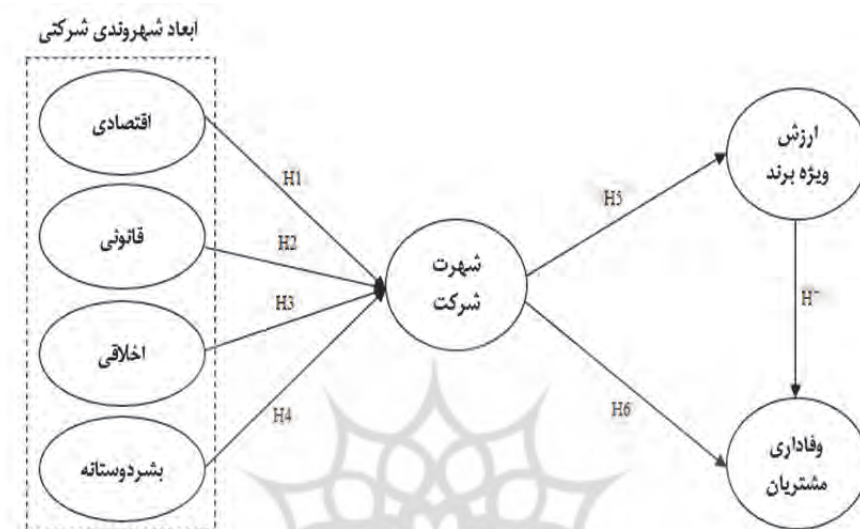 ابعاد شهروندی شرکتی
اقتصادی
قانونی
اخلاقی
بشردوستانه
H1
H2
H3
H4
شهرت
شرکت
H5
H6
ارزش
ویژه برند
وفاداری
مشتریان